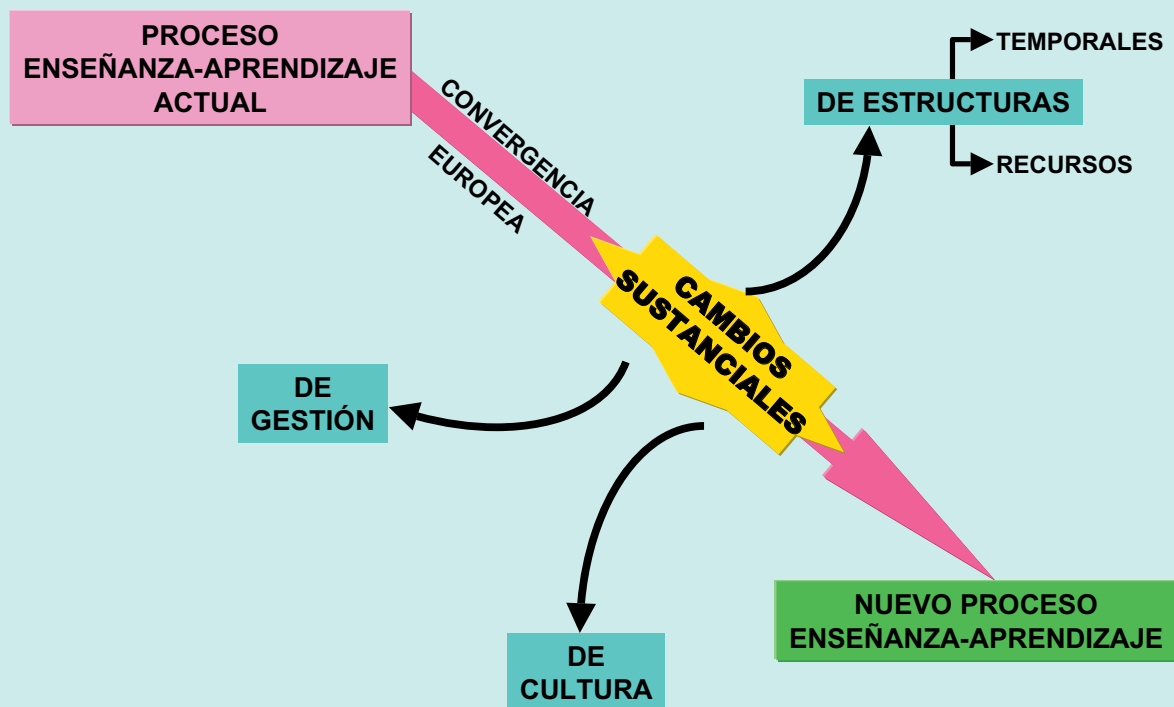 PROCESO
ENSEÑANZA-APRENDIZAJE
ACTUAL
CONVERGENCIA
EUROPEA
TEMPORALES
DE ESTRUCTURAS
RECURSOS
CAMBIOS
SUSTANCIALES
DE
GESTIÓN
NUEVO PROCESO
ENSEÑANZA-APRENDIZAJE
DE
CULTURA